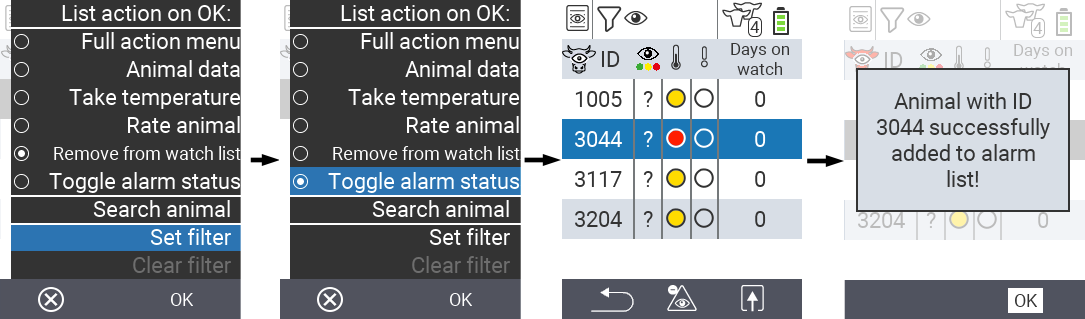 List action on OK:
Full action menu
Animal data
Take temperature
Rate animal
Remove from watch list
Toggle alarm status
Search animal
Set filter
Clear filter
OK
List action on OK:
Full action menu
Animal data
Take temperature
Rate animal
Remove from watch list
Toggle alarm status
Search animal
Set filter
Clear filter
OK
4
ID Days on
watch
1005 ? 0
3044 ? 0
3117 ? 0
3204 ? 0
4
ID Days on
watch
Animal with ID
3044 successfully
added to alarm
list!
3204 ? 0
OK